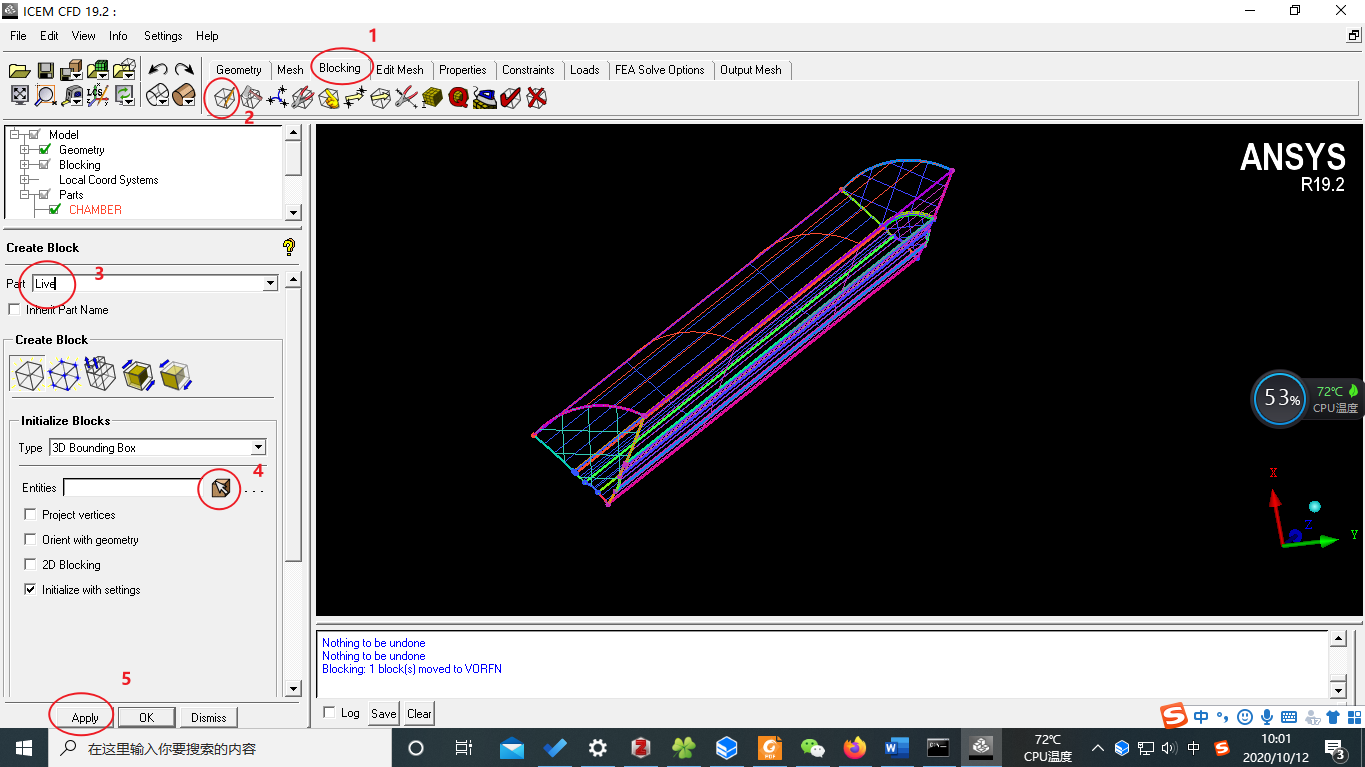 ICEM CFD 19.2 :
File Edit View Info Settings Help
1
Geometry Mesh Blocking Edit Mesh Properties Constraints Loads FEA Solve Options Output Mesh
2
Model
Geometry
Blocking
Local Coord Systems
Parts
CHAMBER
ANSYS
R19.2
Create Block
3
Part Live
Inherit Part Name
Create Block
Initialize Blocks
Type 3D Bounding Box
4
Entities ...
Project vertices
Orient with geometry
2D Blocking
Initialize with settings
53%
72℃
CPU温度
X
Z
Y
5
Apply OK Dismiss
Nothing to be undone
Nothing to be undone
Blocking: 1 block(s) moved to VORFN
Log Save Clear
中
在这里输入你要搜索的内容
72℃
CPU温度
中
10:01
2020/10/12
3